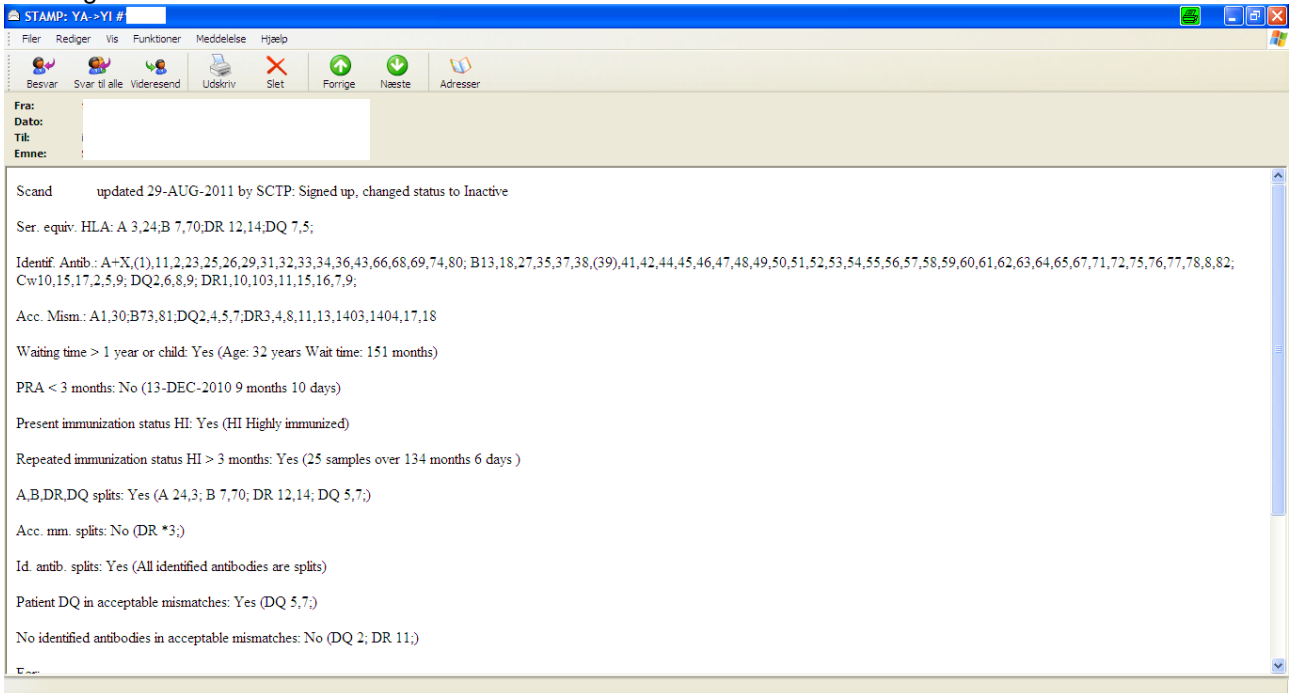 STAMP: YA->YI #
Filer Rediger Vis Funktioner Meddelelse Hjælp
Besvar Svar til alle Videresend Udskriv Slet Forrige Næste Adresser
Fra:
Dato:
Til:
Emne:
Scand updated 29-AUG-2011 by SCTP: Signed up, changed status to Inactive
Ser. equiv. HLA: A 3,24;B 7,70;DR 12,14;DQ 7,5;
Identif. Antib.: A+X,(1),11,2,23,25,26,29,31,32,33,34,36,43,66,68,69,74,80; B13,18,27,35,37,38,(39),41,42,44,45,46,47,48,49,50,51,52,53,54,55,56,57,58,59,60,61,62,63,64,65,67,71,72,75,76,77,78,8,82;
Cw10,15,17,2,5,9; DQ2,6,8,9; DR1,10,103,11,15,16,7,9;
Acc. Mism.: A1,30;B73,81;DQ2,4,5,7;DR3,4,8,11,13,1403,1404,17,18
Waiting time > 1 year or child: Yes (Age: 32 years Wait time: 151 months)
PRA < 3 months: No (13-DEC-2010 9 months 10 days)
Present immunization status HI: Yes (HI Highly immunized)
Repeated immunization status HI > 3 months: Yes (25 samples over 134 months 6 days )
A,B,DR,DQ splits: Yes (A 24,3; B 7,70; DR 12,14; DQ 5,7;)
Acc. mm. splits: No (DR *3;)
Id. antib. splits: Yes (All identified antibodies are splits)
Patient DQ in acceptable mismatches: Yes (DQ 5,7;)
No identified antibodies in acceptable mismatches: No (DQ 2; DR 11;)